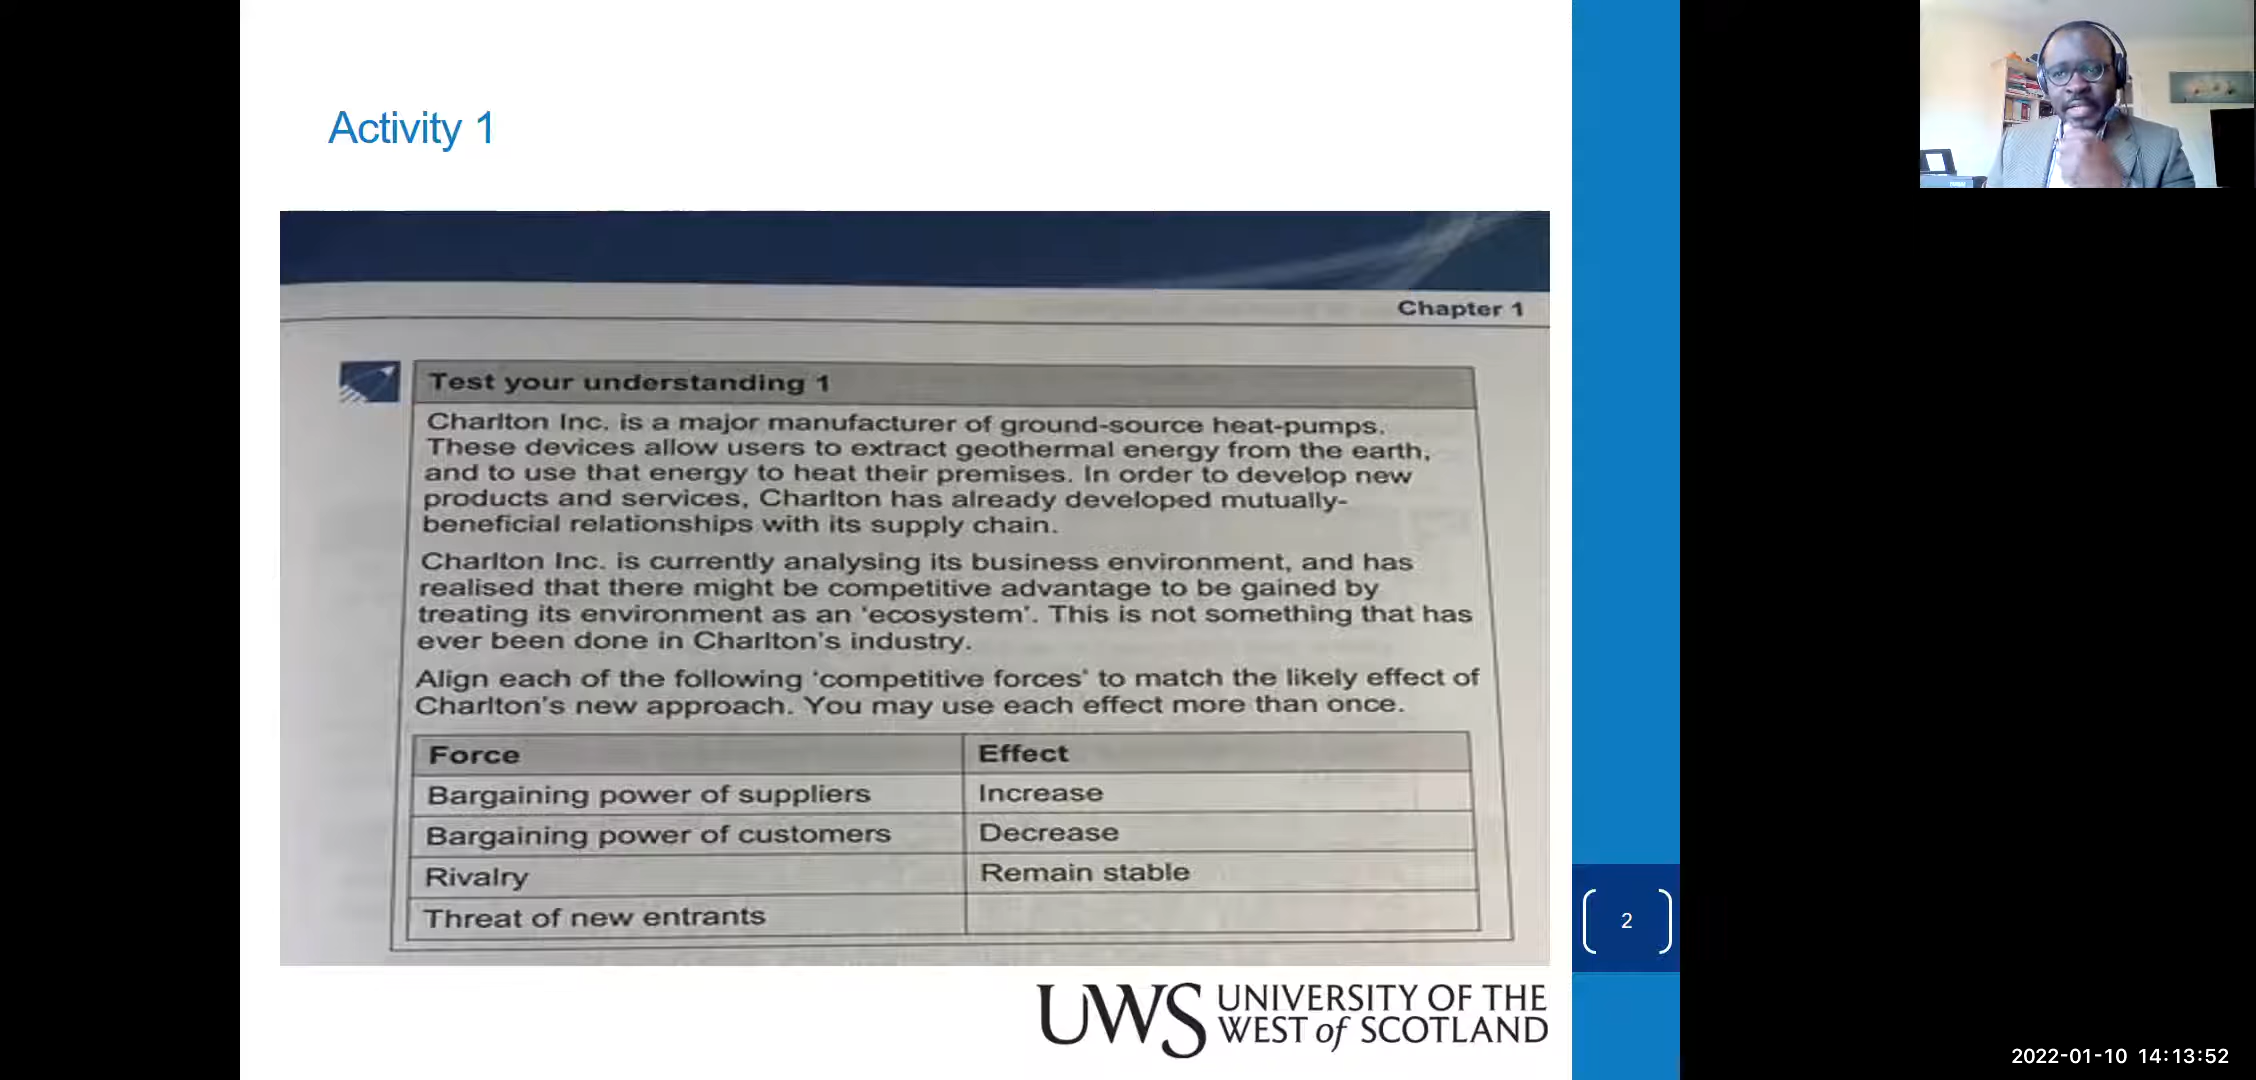 Activity 1
Chapter 1
Test your understanding 1
Charlton Inc. is a major manufacturer of ground-source heat-pumps.
These devices allow users to extract geothermal energy from the earth,
and to use that energy to heat their premises. In order to develop new
products and services, Charlton has already developed mutually-
beneficial relationships with its supply chain.
Charlton Inc. is currently analysing its business environment, and has
realised that there might be competitive advantage to be gained by
treating its environment as an 'ecosystem'. This is not something that has
ever been done in Charlton's industry.
Align each of the following 'competitive forces' to match the likely effect of
Charlton's new approach. You may use each effect more than once.
Force Effect
Bargaining power of suppliers Increase
Bargaining power of customers Decrease
Rivalry Remain stable
Threat of new entrants
2
UWS UNIVERSITY OF THE
WEST of SCOTLAND
2022-01-10 14:13:52